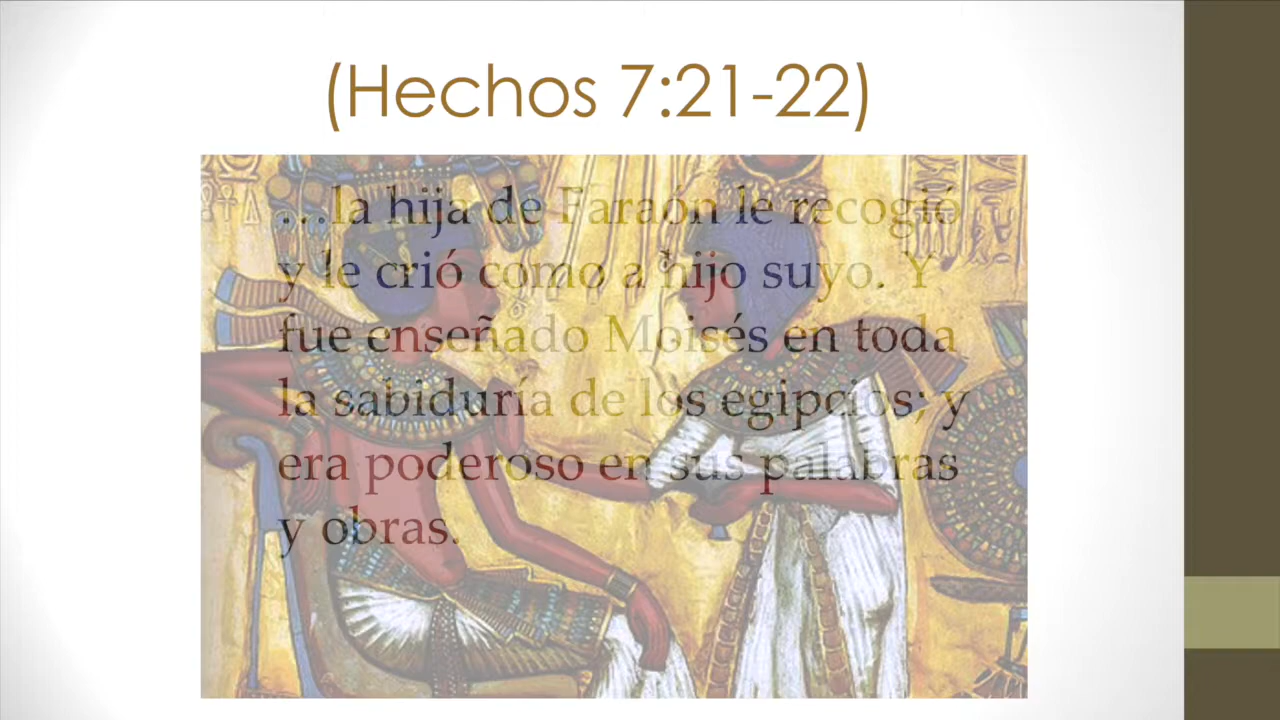 (Hechos 7:21-22)
…la hija de Faraón le recogió
y le crió como a hijo suyo. Y
fue enseñado Moisés en toda
la sabiduría de los egipcios; y
era poderoso en sus palabras
y obras.